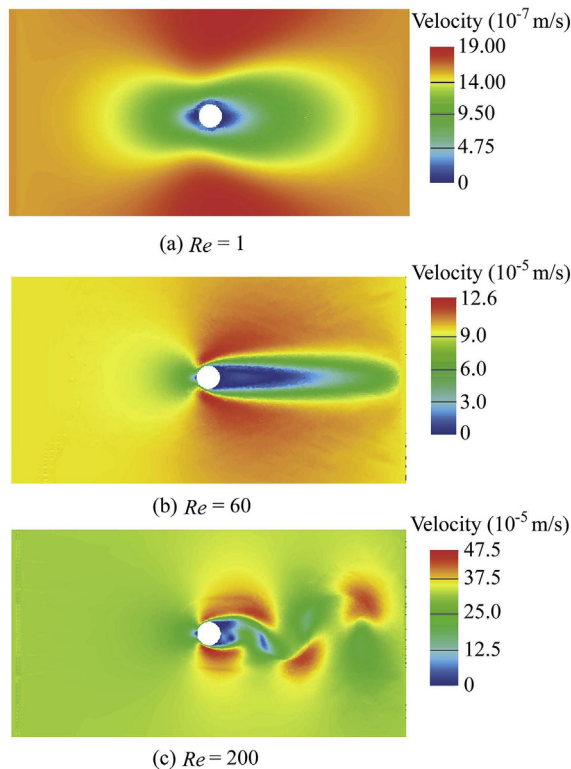 Velocity (10-7 m/s)
19.00
14.00
9.50
4.75
0
(a) Re = 1
Velocity (10-5 m/s)
12.6
9.0
6.0
3.0
0
(b) Re = 60
Velocity (10-5 m/s)
47.5
37.5
25.0
12.5
0
(c) Re = 200